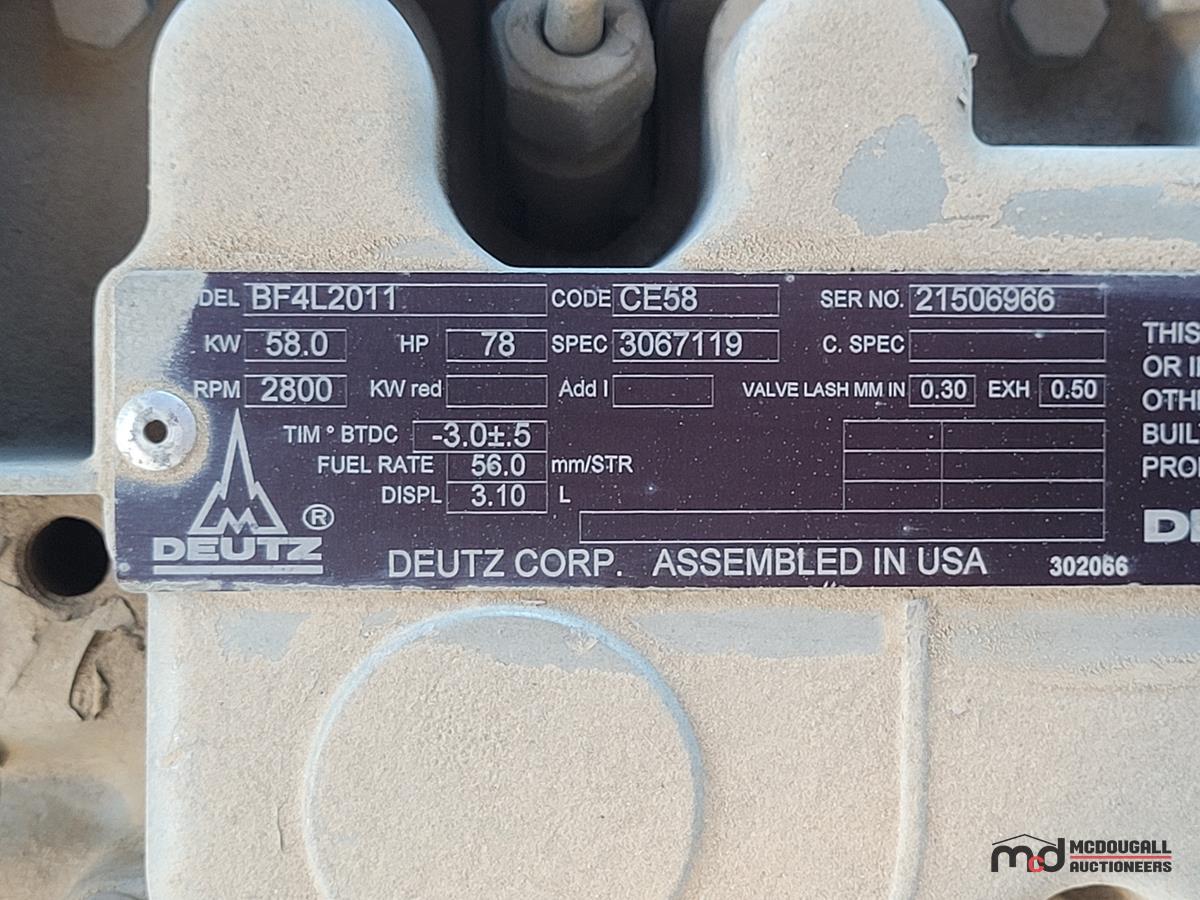 DEL BF4L2011 CODE CE58 SER NO. 21506966
KW 58.0 HP 78 SPEC 3067119 C. SPEC
RPM 2800 KW red Add I VALVE LASH MM IN 0.30 EXH 0.50
TIM ° BTDC -3.0±.5
FUEL RATE 56.0 mm/STR
DISPL 3.10 L
DEUTZ ®
DEUTZ CORP. ASSEMBLED IN USA 302066
THIS
OR I
OTH
BUIL
PRO
DE
mcd MCDOUGALL
AUCTIONEERS